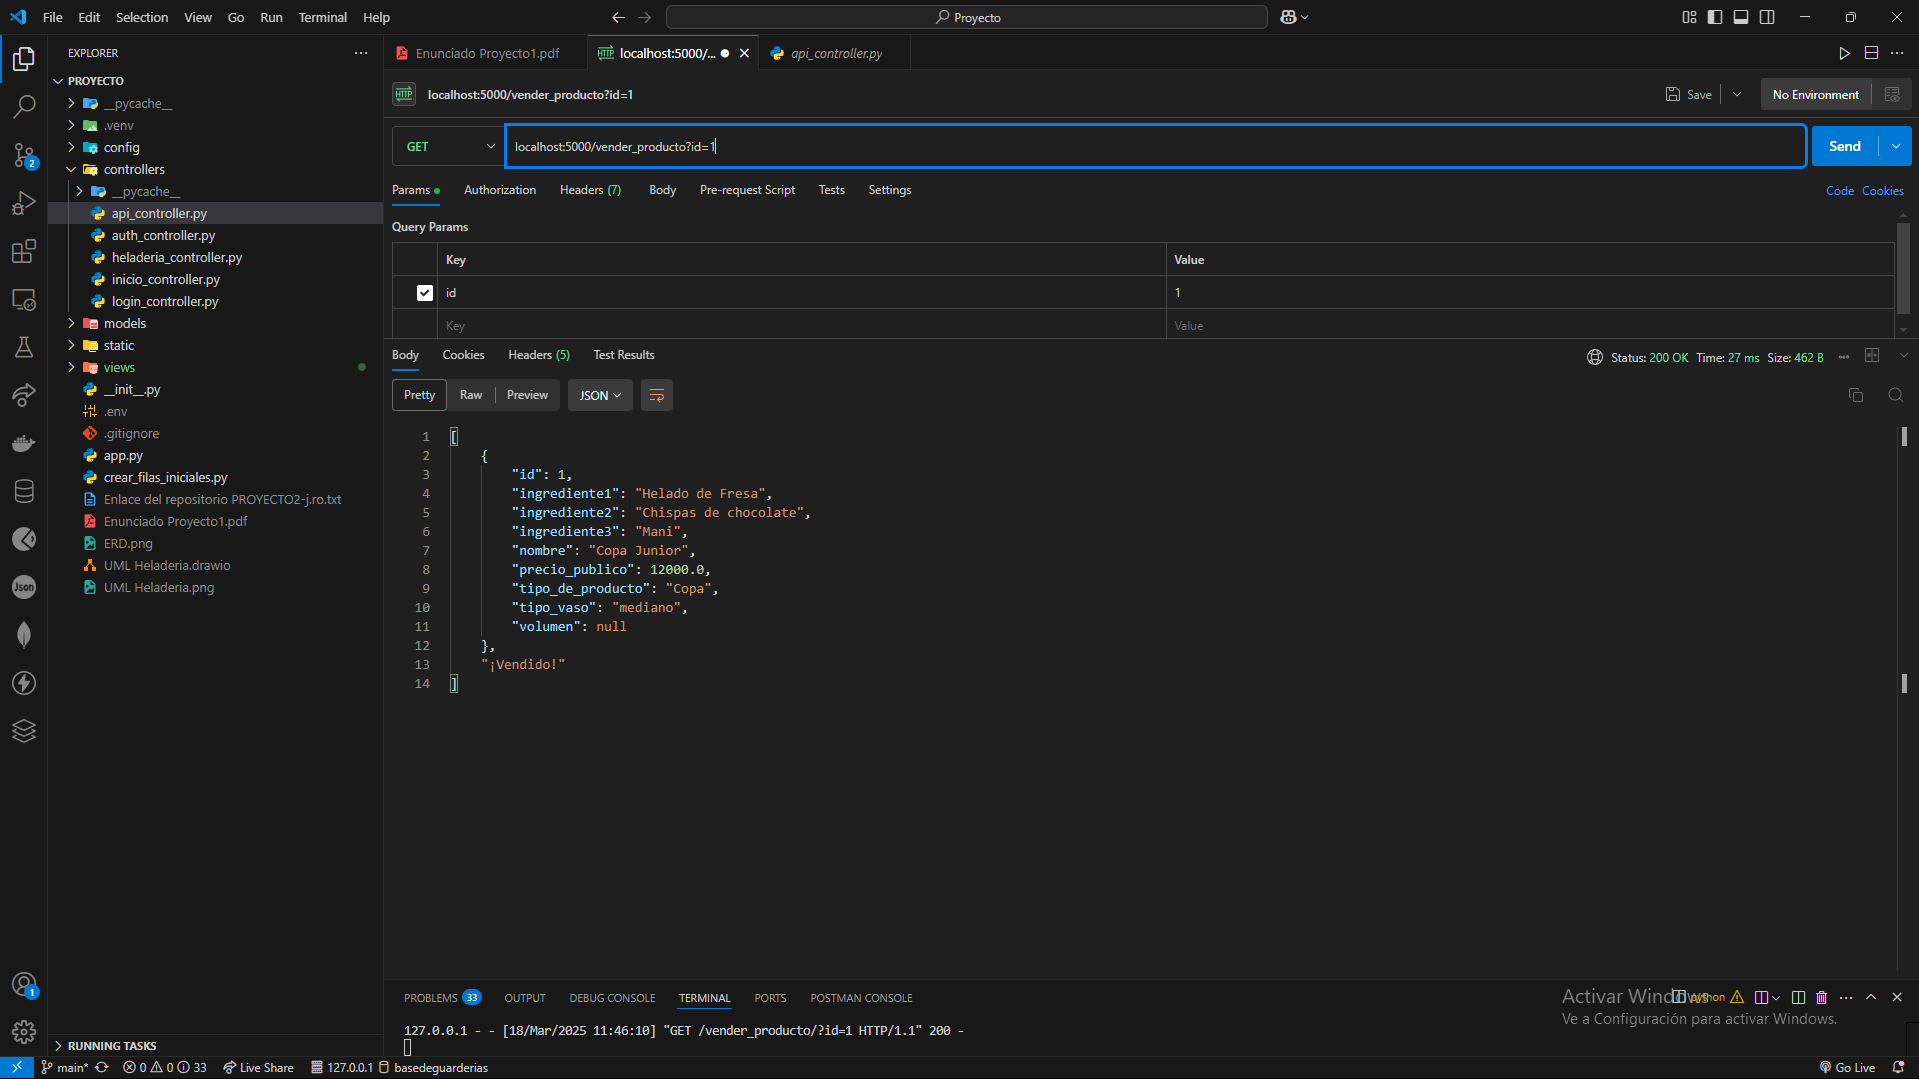 File Edit Selection View Go Run Terminal Help
Proyecto
EXPLORER
PROYECTO
__pycache__
.venv
config
controllers
__pycache__
api_controller.py
auth_controller.py
heladeria_controller.py
inicio_controller.py
login_controller.py
models
static
views
__init__.py
.env
.gitignore
app.py
crear_filas_iniciales.py
Enlace del repositorio PROYECTO2-j.ro.txt
Enunciado Proyecto1.pdf
ERD.png
UML Heladeria.drawio
UML Heladeria.png
RUNNING TASKS
2
Json
1
Enunciado Proyecto1.pdf
localhost:5000/...
api_controller.py
HTTP localhost:5000/vender_producto?id=1
Save
No Environment
GET
localhost:5000/vender_producto?id=1
Send
Params Authorization Headers (7) Body Pre-request Script Tests Settings
Code Cookies
Query Params
Key Value
id 1
Key Value
Body Cookies Headers (5) Test Results
Status: 200 OK Time: 27 ms Size: 462 B
Pretty Raw Preview JSON
1 [
2 {
3 "id": 1,
4 "ingrediente1": "Helado de Fresa",
5 "ingrediente2": "Chispas de chocolate",
6 "ingrediente3": "Mani",
7 "nombre": "Copa Junior",
8 "precio_publico": 12000.0,
9 "tipo_de_producto": "Copa",
10 "tipo_vaso": "mediano",
11 "volumen": null
12 },
13 "¡Vendido!"
14 ]
PROBLEMS 33 OUTPUT DEBUG CONSOLE TERMINAL PORTS POSTMAN CONSOLE
python
Activar Windows
Ve a Configuración para activar Windows.
127.0.0.1 - - [18/Mar/2025 11:46:10] "GET /vender_producto/?id=1 HTTP/1.1" 200 -
main* 0 0 33 Live Share 127.0.0.1 basedeguarderias
Go Live